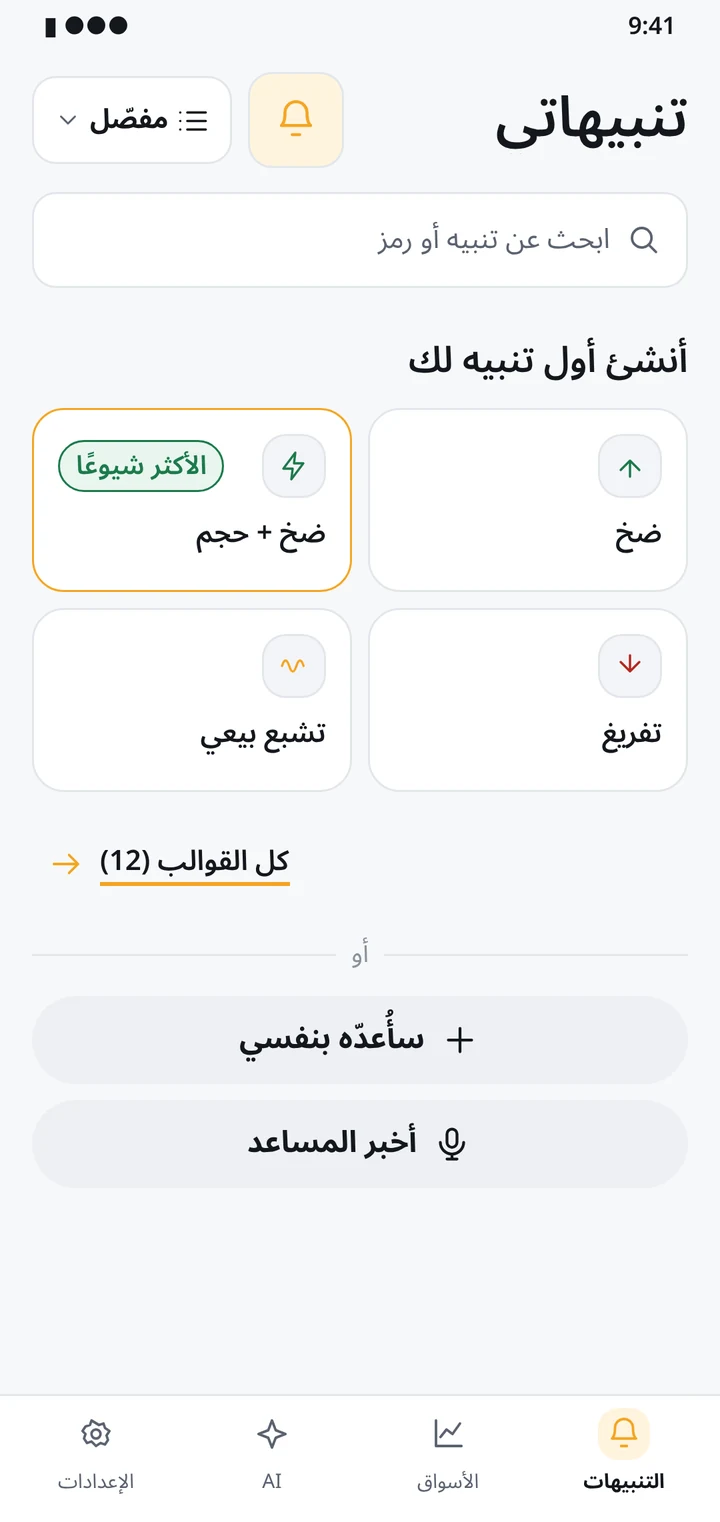 9:41
تنبيهاتى
مفصّل
ابحث عن تنبيه أو رمز
أنشئ أول تنبيه لك
ضخ
الأكثر شيوعًا
ضخ + حجم
تفريغ
تشبع بيعي
كل القوالب (12)
أو
سأُعدّه بنفسي
أخبر المساعد
التنبيهات
الأسواق
AI
الإعدادات